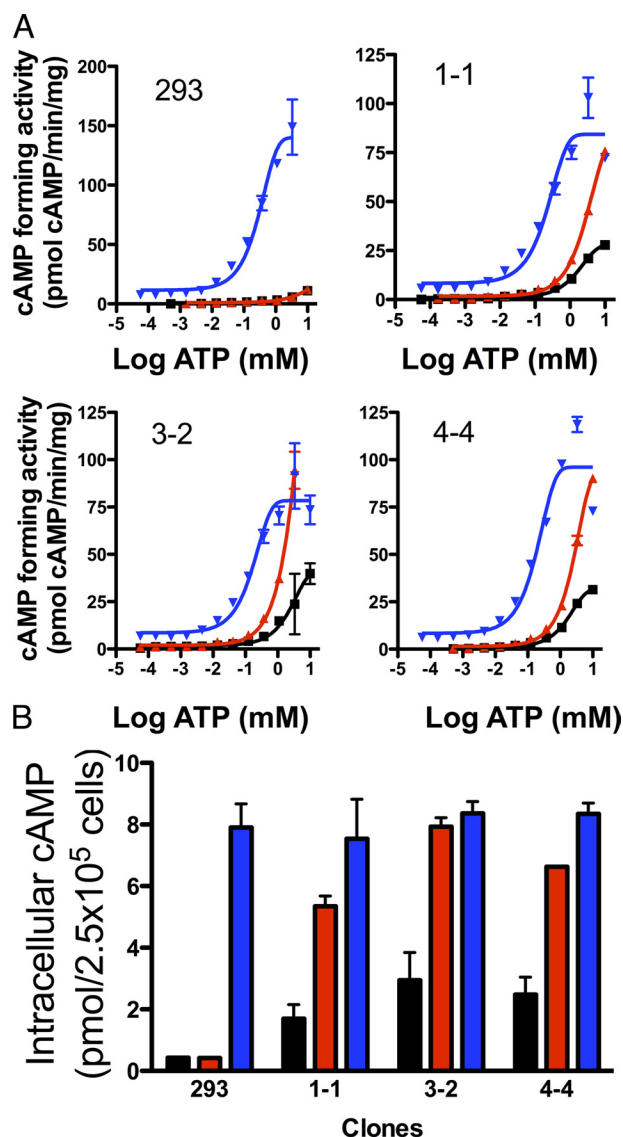 A
cAMP forming activity
(pmol cAMP/min/mg)
293
200
150
100
50
0
-5 -4 -3 -2 -1 0 1
Log ATP (mM)
1-1
125
100
75
50
25
0
-5 -4 -3 -2 -1 0 1
Log ATP (mM)
cAMP forming activity
(pmol cAMP/min/mg)
3-2
125
100
75
50
25
0
-5 -4 -3 -2 -1 0 1
Log ATP (mM)
4-4
125
100
75
50
25
0
-5 -4 -3 -2 -1 0 1
Log ATP (mM)
B
Intracellular cAMP
(pmol/2.5x10⁵ cells)
10
8
6
4
2
0
293 1-1 3-2 4-4
Clones